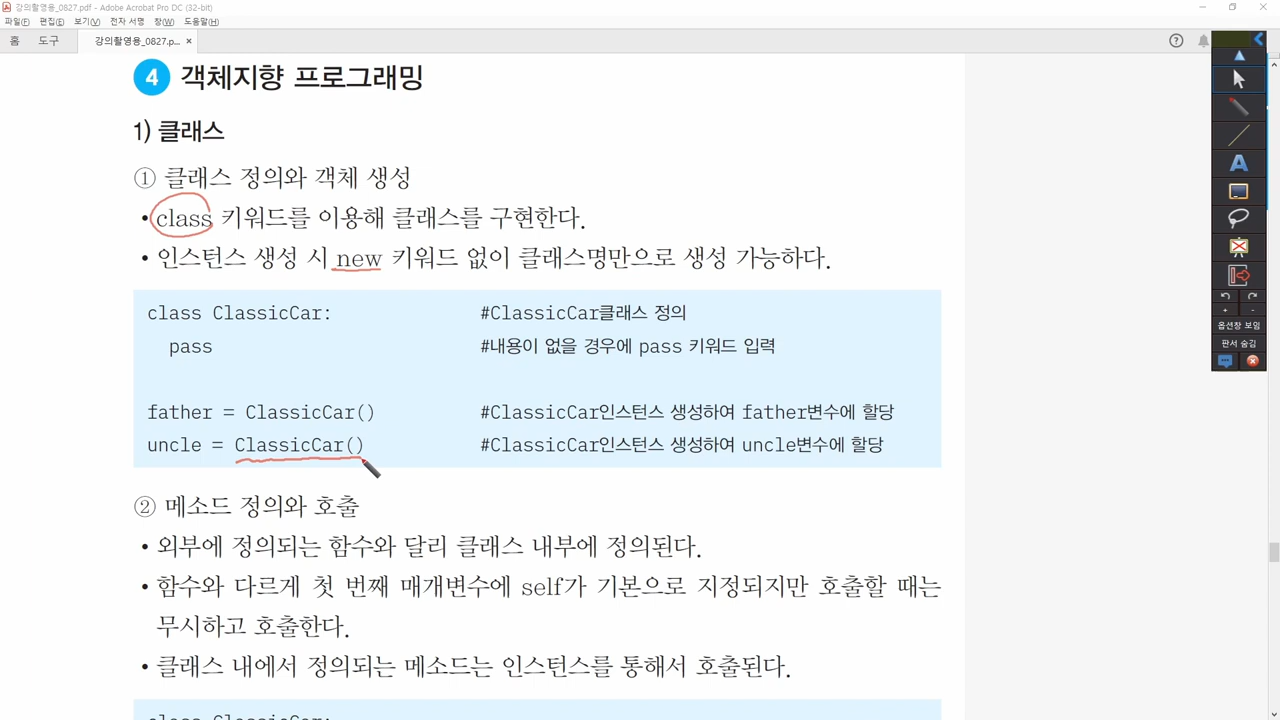 강의촬영용_0827.pdf - Adobe Acrobat Pro DC (32-bit)
파일(F) 편집(E) 보기(V) 전자 서명 창(W) 도움말(H)
홈 도구 강의촬영용_0827.p... ×
4 객체지향 프로그래밍
1) 클래스
① 클래스 정의와 객체 생성
• class 키워드를 이용해 클래스를 구현한다.
• 인스턴스 생성 시 new 키워드 없이 클래스명만으로 생성 가능하다.
class ClassicCar: #ClassicCar클래스 정의
pass #내용이 없을 경우에 pass 키워드 입력
father = ClassicCar() #ClassicCar인스턴스 생성하여 father변수에 할당
uncle = ClassicCar() #ClassicCar인스턴스 생성하여 uncle변수에 할당
② 메소드 정의와 호출
• 외부에 정의되는 함수와 달리 클래스 내부에 정의된다.
• 함수와 다르게 첫 번째 매개변수에 self가 기본으로 지정되지만 호출할 때는
무시하고 호출한다.
• 클래스 내에서 정의되는 메소드는 인스턴스를 통해서 호출된다.
class ClassicCar:
A
+ -
옵션창 보임
판서 숨김